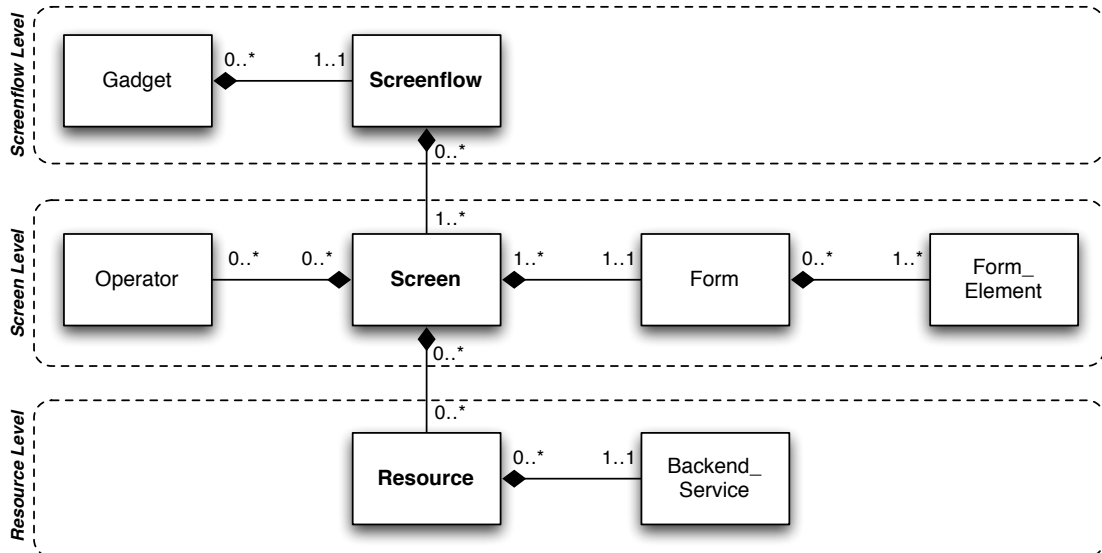 Screenflow Level
Gadget
0..*
1..1
Screenflow
0..*
1..*
Screen Level
Operator
0..*
0..*
Screen
1..*
1..1
Form
0..*
1..*
Form_
Element
0..*
0..*
Resource Level
Resource
0..*
1..1
Backend_
Service